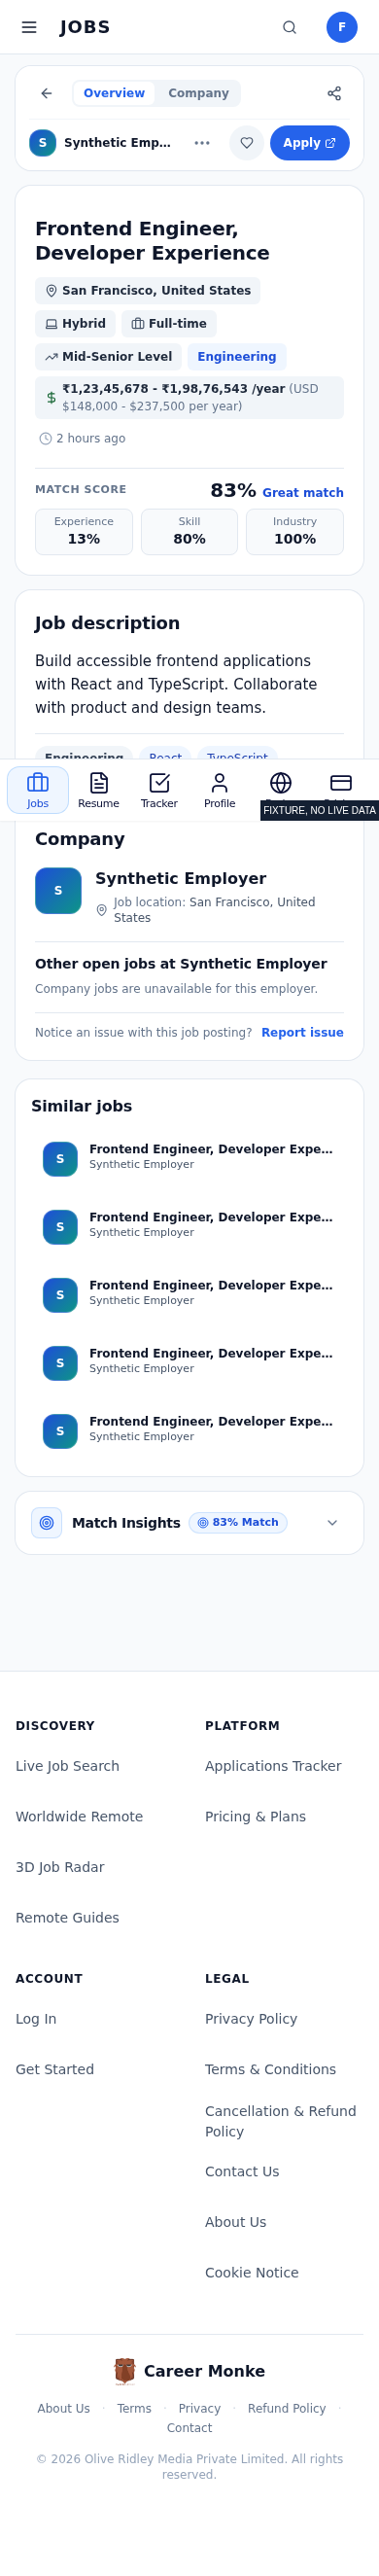 JOBS
F
Overview
Company
S
Synthetic Emp...
Apply
Frontend Engineer,
Developer Experience
San Francisco, United States
Hybrid
Full-time
Mid-Senior Level
Engineering
₹1,23,45,678 - ₹1,98,76,543 /year (USD
$148,000 - $237,500 per year)
2 hours ago
MATCH SCORE
83% Great match
Experience
13%
Skill
80%
Industry
100%
Job description
Build accessible frontend applications
with React and TypeScript. Collaborate
with product and design teams.
Engineering
React
TypeScript
Jobs
Resume
Tracker
Profile
FIXTURE, NO LIVE DATA
Company
S
Synthetic Employer
Job location: San Francisco, United
States
Other open jobs at Synthetic Employer
Company jobs are unavailable for this employer.
Notice an issue with this job posting? Report issue
Similar jobs
S
Frontend Engineer, Developer Expe...
Synthetic Employer
S
Frontend Engineer, Developer Expe...
Synthetic Employer
S
Frontend Engineer, Developer Expe...
Synthetic Employer
S
Frontend Engineer, Developer Expe...
Synthetic Employer
S
Frontend Engineer, Developer Expe...
Synthetic Employer
Match Insights
83% Match
DISCOVERY
Live Job Search
Worldwide Remote
3D Job Radar
Remote Guides
PLATFORM
Applications Tracker
Pricing & Plans
ACCOUNT
Log In
Get Started
LEGAL
Privacy Policy
Terms & Conditions
Cancellation & Refund
Policy
Contact Us
About Us
Cookie Notice
Career Monke
About Us · Terms · Privacy · Refund Policy ·
Contact
© 2026 Olive Ridley Media Private Limited. All rights
reserved.